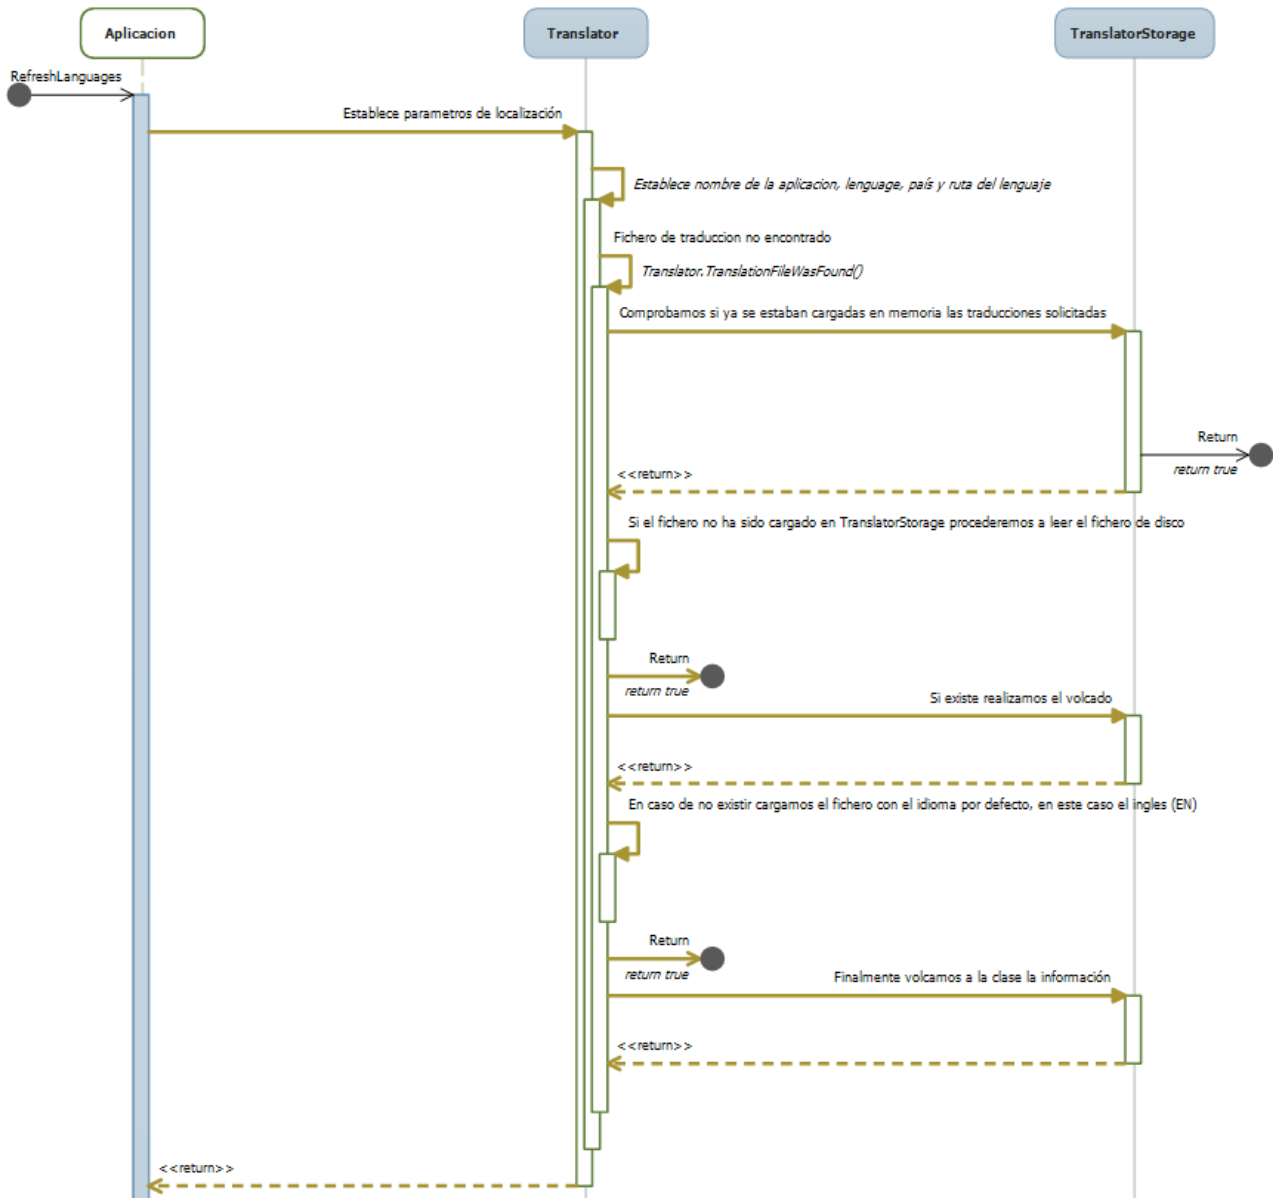 Aplicacion
Translator
TranslatorStorage
RefreshLanguages
Establece parametros de localización
Establece nombre de la aplicacion, lenguage, país y ruta del lenguaje
Fichero de traduccion no encontrado
Translator.TranslationFileWasFound()
Comprobamos si ya se estaban cargadas en memoria las traducciones solicitadas
Return
return true
<<return>>
Si el fichero no ha sido cargado en TranslatorStorage procederemos a leer el fichero de disco
Return
return true
Si existe realizamos el volcado
<<return>>
En caso de no existir cargamos el fichero con el idioma por defecto, en este caso el ingles (EN)
Return
return true
Finalmente volcamos a la clase la información
<<return>>
<<return>>